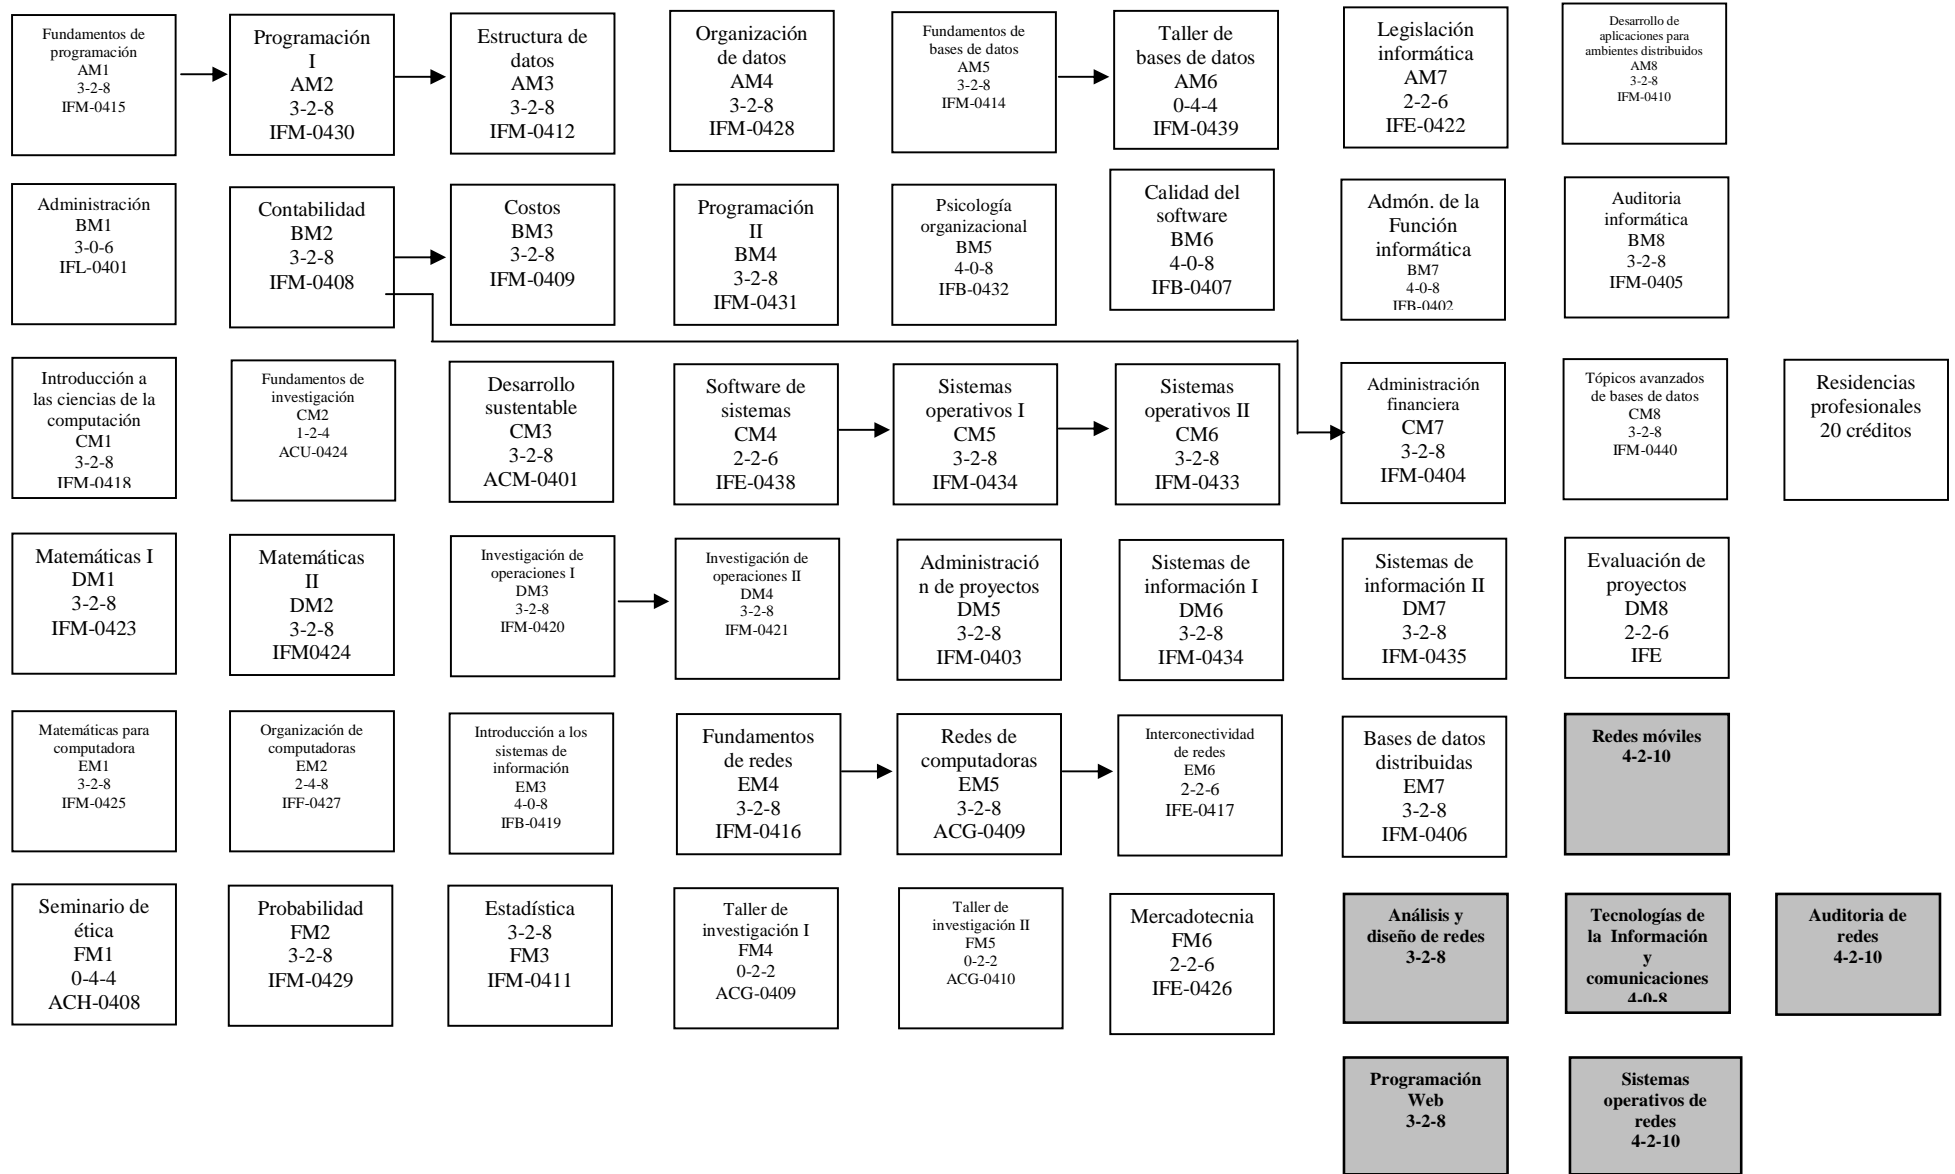 Fundamentos de
programación
AM1
3-2-8
IFM-0415
Programación
I
AM2
3-2-8
IFM-0430
Estructura de
datos
AM3
3-2-8
IFM-0412
Organización
de datos
AM4
3-2-8
IFM-0428
Fundamentos de
bases de datos
AM5
3-2-8
IFM-0414
Taller de
bases de datos
AM6
0-4-4
IFM-0439
Legislación
informática
AM7
2-2-6
IFE-0422
Desarrollo de
aplicaciones para
ambientes distribuidos
AM8
3-2-8
IFM-0410
Administración
BM1
3-0-6
IFL-0401
Contabilidad
BM2
3-2-8
IFM-0408
Costos
BM3
3-2-8
IFM-0409
Programación
II
BM4
3-2-8
IFM-0431
Psicología
organizacional
BM5
4-0-8
IFB-0432
Calidad del
software
BM6
4-0-8
IFB-0407
Admón. de la
Función
informática
BM7
4-0-8
IFB-0402
Auditoria
informática
BM8
3-2-8
IFM-0405
Introducción a
las ciencias de la
computación
CM1
3-2-8
IFM-0418
Fundamentos de
investigación
CM2
1-2-4
ACU-0424
Desarrollo
sustentable
CM3
3-2-8
ACM-0401
Software de
sistemas
CM4
2-2-6
IFE-0438
Sistemas
operativos I
CM5
3-2-8
IFM-0434
Sistemas
operativos II
CM6
3-2-8
IFM-0433
Administración
financiera
CM7
3-2-8
IFM-0404
Tópicos avanzados
de bases de datos
CM8
3-2-8
IFM-0440
Residencias
profesionales
20 créditos
Matemáticas I
DM1
3-2-8
IFM-0423
Matemáticas
II
DM2
3-2-8
IFM0424
Investigación de
operaciones I
DM3
3-2-8
IFM-0420
Investigación de
operaciones II
DM4
3-2-8
IFM-0421
Administració
n de proyectos
DM5
3-2-8
IFM-0403
Sistemas de
información I
DM6
3-2-8
IFM-0434
Sistemas de
información II
DM7
3-2-8
IFM-0435
Evaluación de
proyectos
DM8
2-2-6
IFE
Matemáticas para
computadora
EM1
3-2-8
IFM-0425
Organización de
computadoras
EM2
2-4-8
IFF-0427
Introducción a los
sistemas de
información
EM3
4-0-8
IFB-0419
Fundamentos
de redes
EM4
3-2-8
IFM-0416
Redes de
computadoras
EM5
3-2-8
ACG-0409
Interconectividad
de redes
EM6
2-2-6
IFE-0417
Bases de datos
distribuidas
EM7
3-2-8
IFM-0406
Redes móviles
4-2-10
Seminario de
ética
FM1
0-4-4
ACH-0408
Probabilidad
FM2
3-2-8
IFM-0429
Estadística
3-2-8
FM3
IFM-0411
Taller de
investigación I
FM4
0-2-2
ACG-0409
Taller de
investigación II
FM5
0-2-2
ACG-0410
Mercadotecnia
FM6
2-2-6
IFE-0426
Análisis y
diseño de redes
3-2-8
Tecnologías de
la Información
y
comunicaciones
4-0-8
Auditoria de
redes
4-2-10
Programación
Web
3-2-8
Sistemas
operativos de
redes
4-2-10